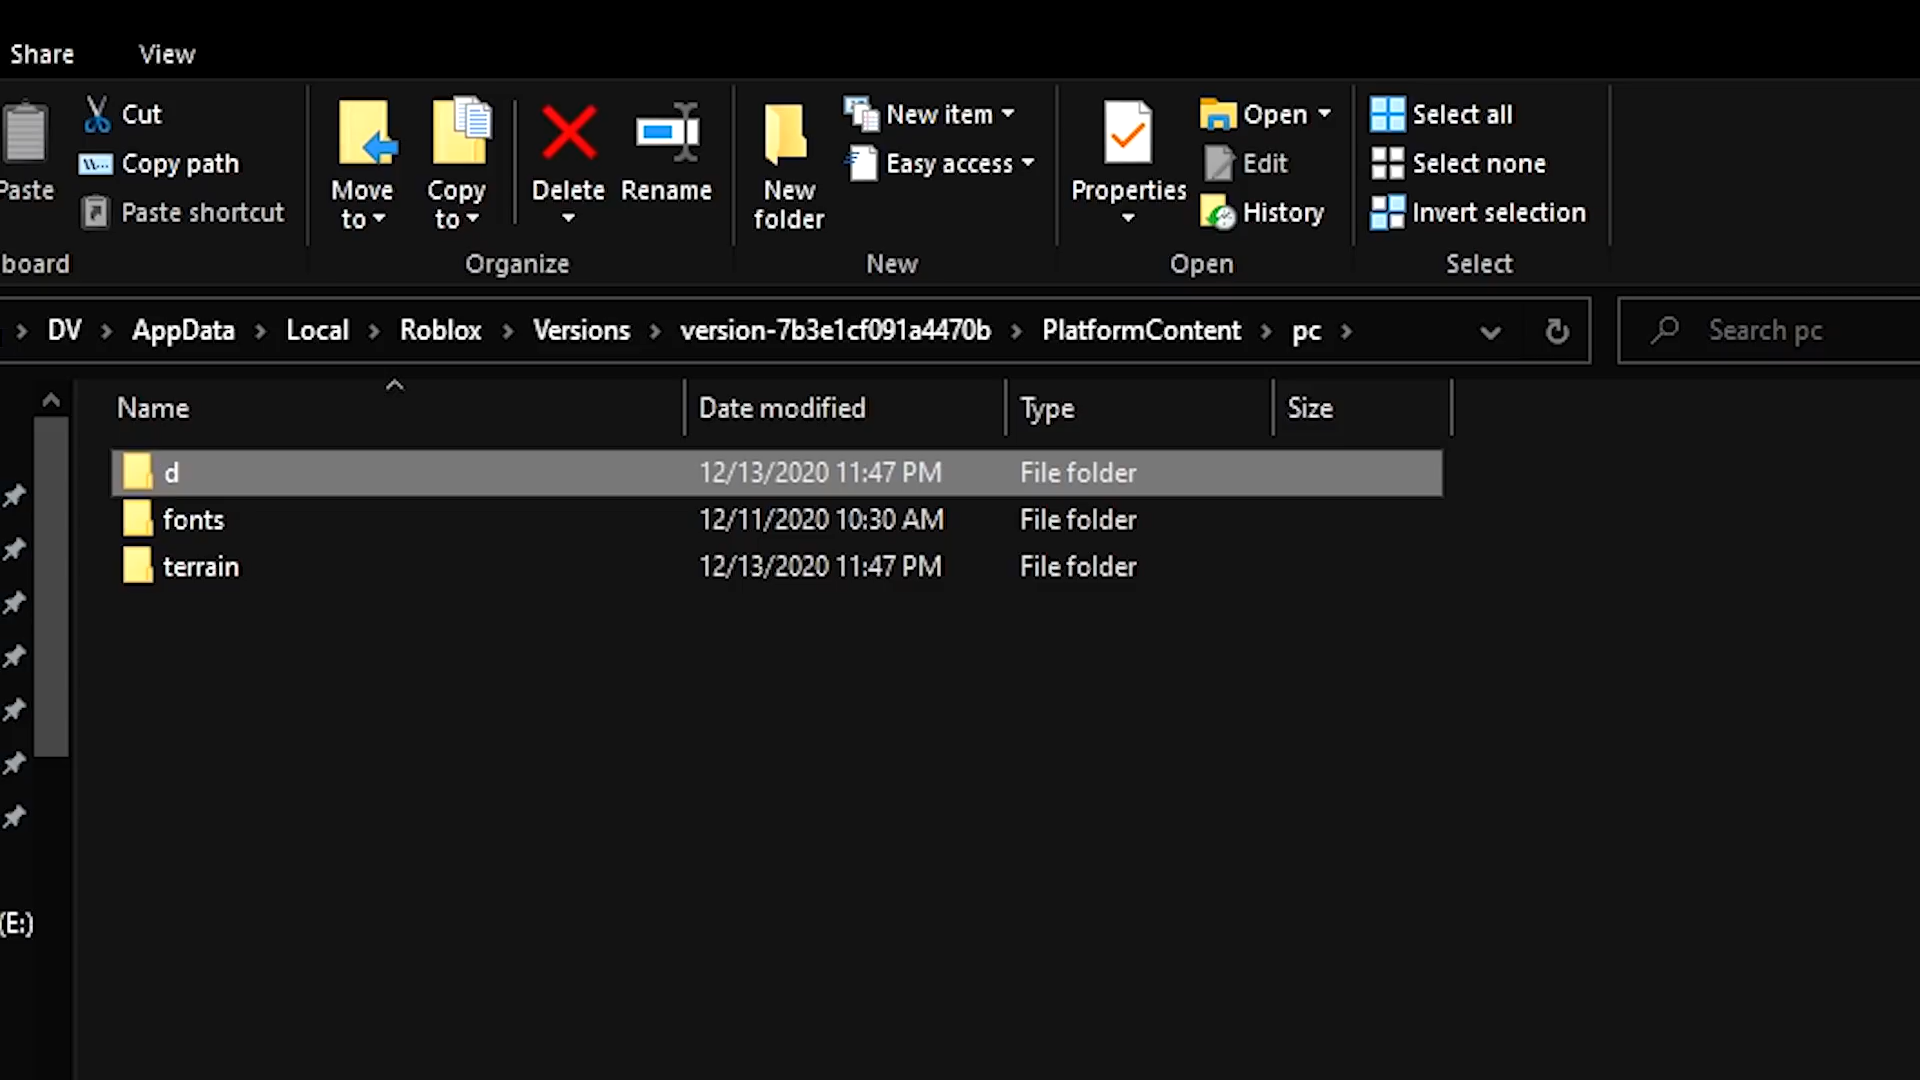 Share View
Paste
Cut
Copy path
Paste shortcut
board
Move to
Copy to
Delete
Rename
Organize
New folder
New item
Easy access
New
Properties
Open
Edit
History
Open
Select all
Select none
Invert selection
Select
DV > AppData > Local > Roblox > Versions > version-7b3e1cf091a4470b > PlatformContent > pc >
Search pc
Name Date modified Type Size
d 12/13/2020 11:47 PM File folder
fonts 12/11/2020 10:30 AM File folder
terrain 12/13/2020 11:47 PM File folder
(E:)